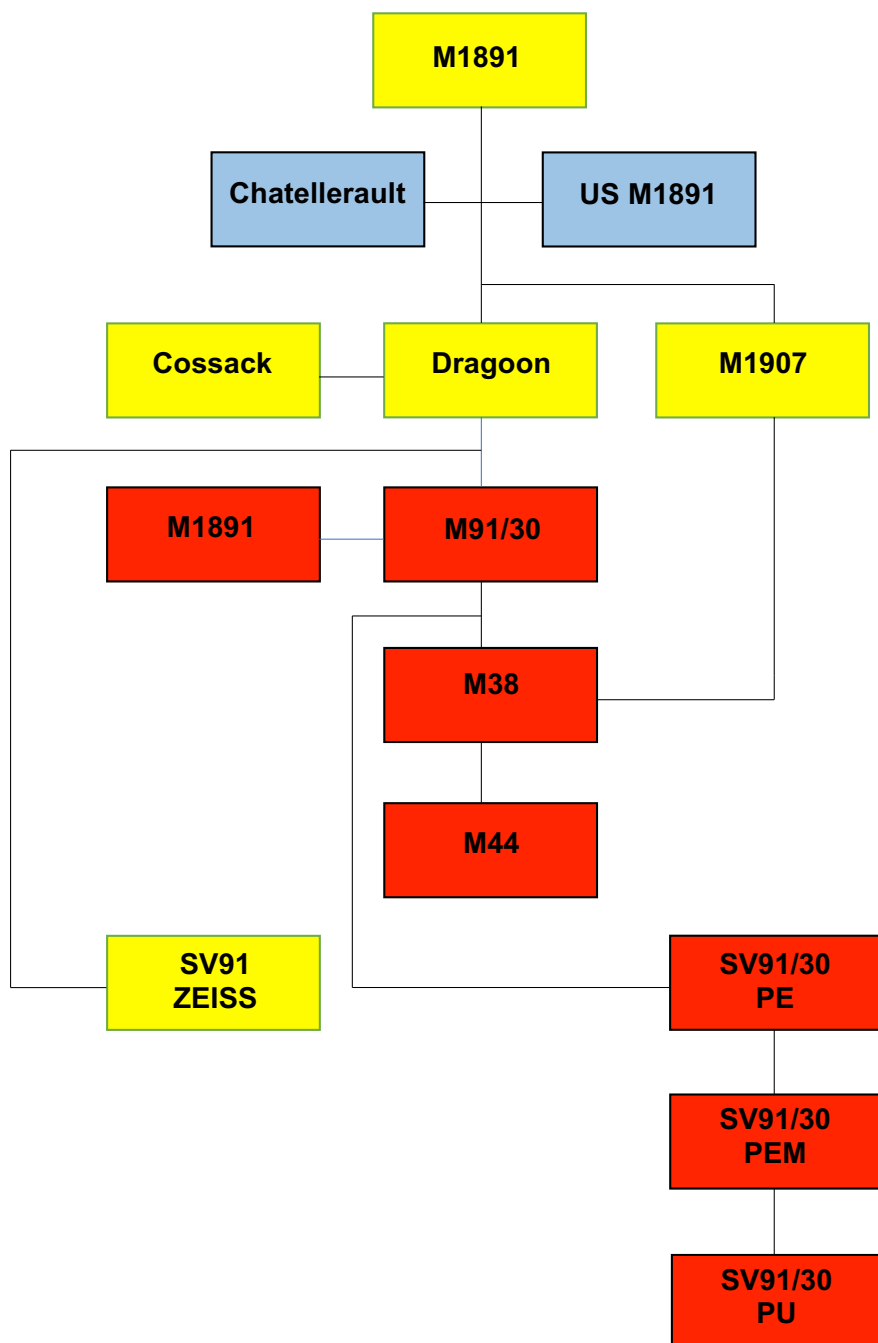 M1891
Chatellerault
US M1891
Cossack
Dragoon
M1907
M1891
M91/30
M38
M44
SV91
ZEISS
SV91/30
PE
SV91/30
PEM
SV91/30
PU